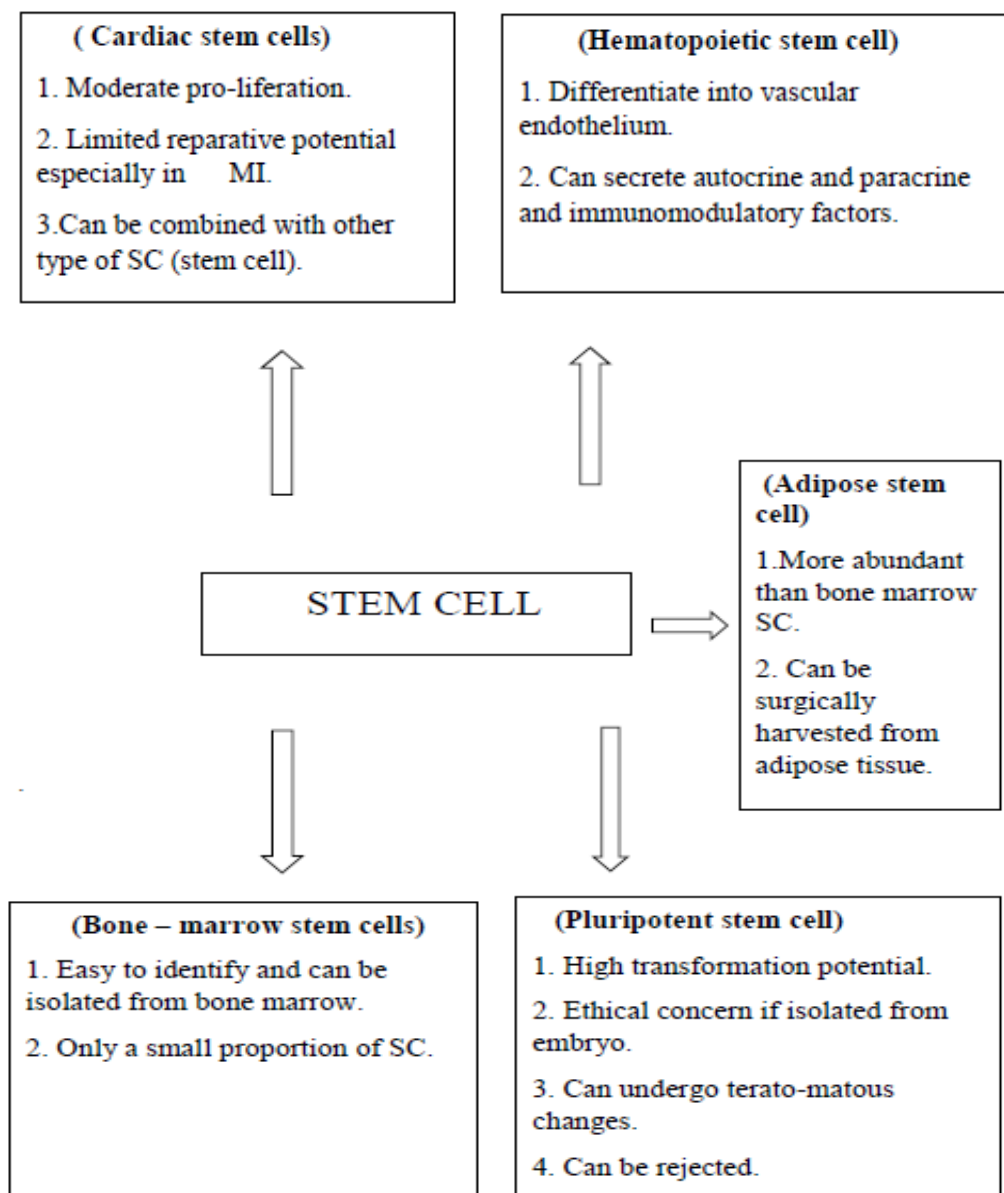 ( Cardiac stem cells)
1. Moderate pro-liferation.
2. Limited reparative potential
especially in MI.
3.Can be combined with other
type of SC (stem cell).
(Hematopoietic stem cell)
1. Differentiate into vascular
endothelium.
2. Can secrete autocrine and paracrine
and immunomodulatory factors.
(Adipose stem
cell)
1.More abundant
than bone marrow
SC.
2. Can be
surgically
harvested from
adipose tissue.
STEM CELL
(Bone – marrow stem cells)
1. Easy to identify and can be
isolated from bone marrow.
2. Only a small proportion of SC.
(Pluripotent stem cell)
1. High transformation potential.
2. Ethical concern if isolated from
embryo.
3. Can undergo terato-matous
changes.
4. Can be rejected.